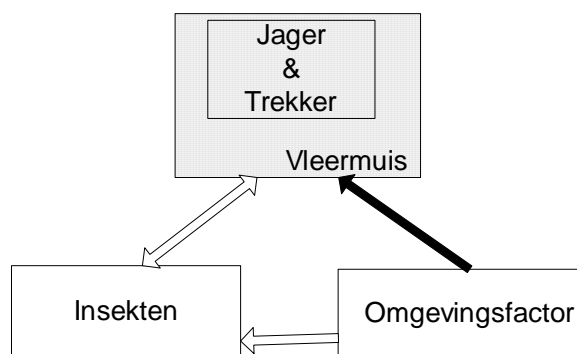 Jager
&
Trekker
Vleermuis
Insekten
Omgevingsfactor